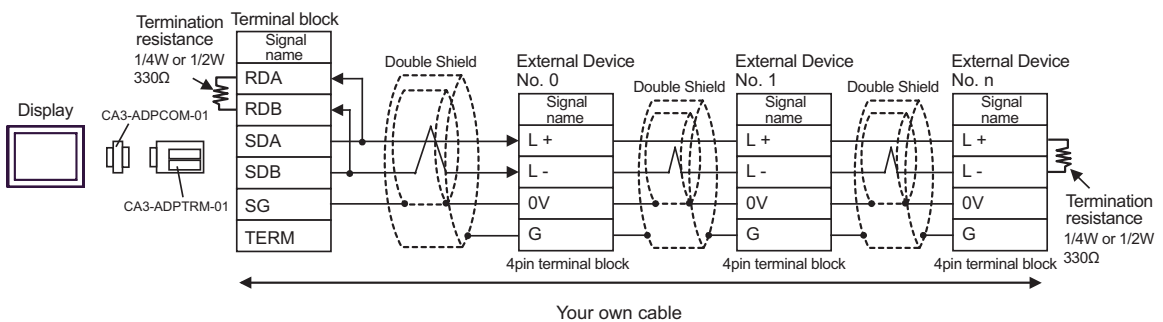 Termination
resistance
1/4W or 1/2W
330Ω
Terminal block
Signal
name
RDA
RDB
SDA
SDB
SG
TERM
Display
CA3-ADPCOM-01
CA3-ADPTRM-01
Double Shield
External Device
No. 0
Signal
name
L +
L -
0V
G
4pin terminal block
Double Shield
External Device
No. 1
Signal
name
L +
L -
0V
G
4pin terminal block
Double Shield
External Device
No. n
Signal
name
L +
L -
0V
G
4pin terminal block
Termination
resistance
1/4W or 1/2W
330Ω
Your own cable